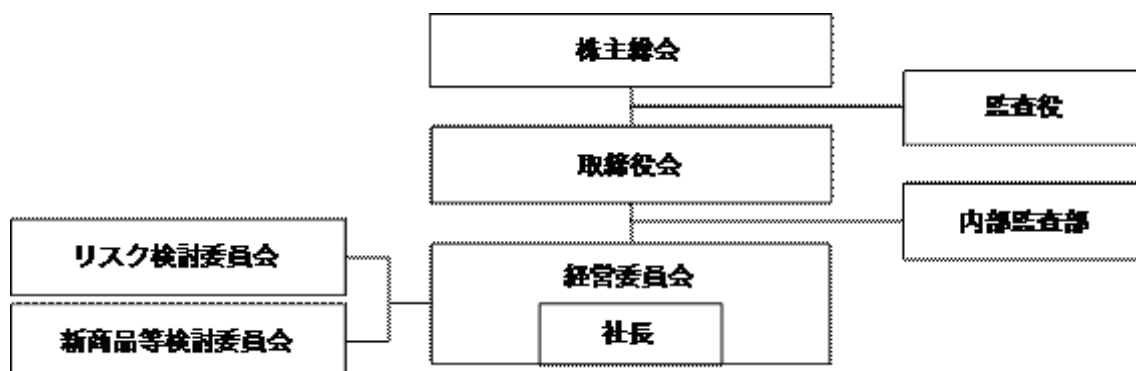 株主総会
監査役
取締役会
内部監査部
リスク検討委員会
経営委員会
社長
新商品等検討委員会